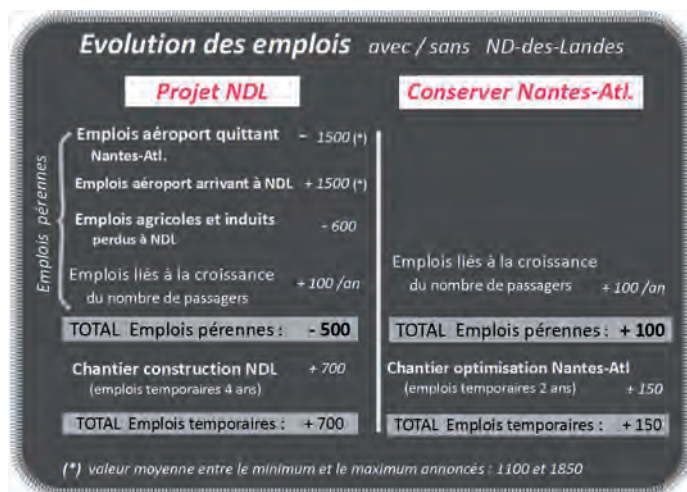 Evolution des emplois avec / sans ND-des-Landes
Projet NDL
Emplois pérennes
Emplois aéroport quittant - 1500 (*)
Nantes-Atl.
Emplois aéroport arrivant à NDL + 1500 (*)
Emplois agricoles et induits - 600
perdus à NDL
Emplois liés à la croissance
du nombre de passagers + 100 /an
TOTAL Emplois pérennes : - 500
Chantier construction NDL + 700
(emplois temporaires 4 ans)
TOTAL Emplois temporaires : + 700
Conserver Nantes-Atl.
Emplois liés à la croissance
du nombre de passagers + 100 /an
TOTAL Emplois pérennes : + 100
Chantier optimisation Nantes-Atl
(emplois temporaires 2 ans) + 150
TOTAL Emplois temporaires : + 150
(*) valeur moyenne entre le minimum et le maximum annoncés : 1100 et 1850